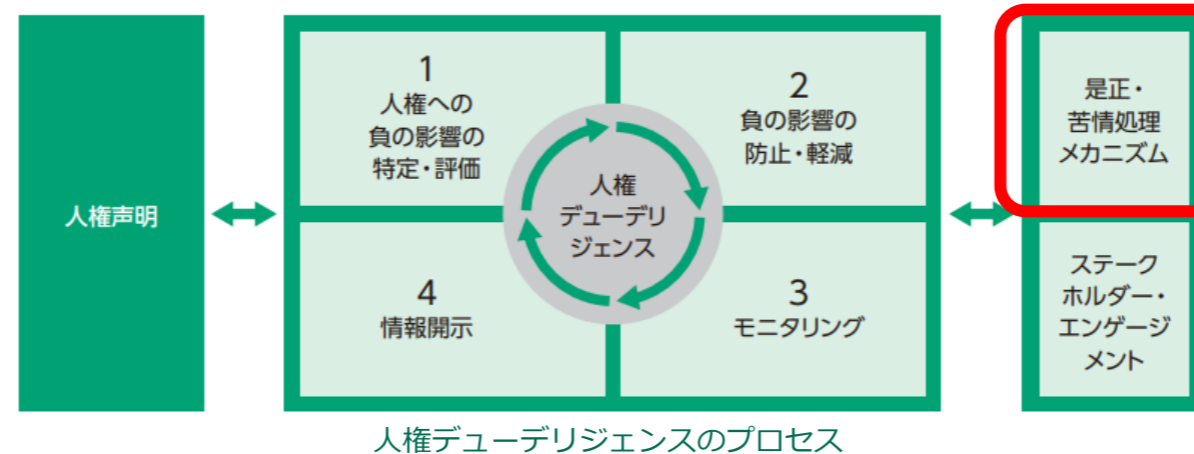 人権声明
1
人権への
負の影響の
特定・評価
2
負の影響の
防止・軽減
人権
デューデリ
ジェンス
4
情報開示
3
モニタリング
是正・
苦情処理
メカニズム
ステーク
ホルダー・
エンゲージ
メント
人権デューデリジェンスのプロセス